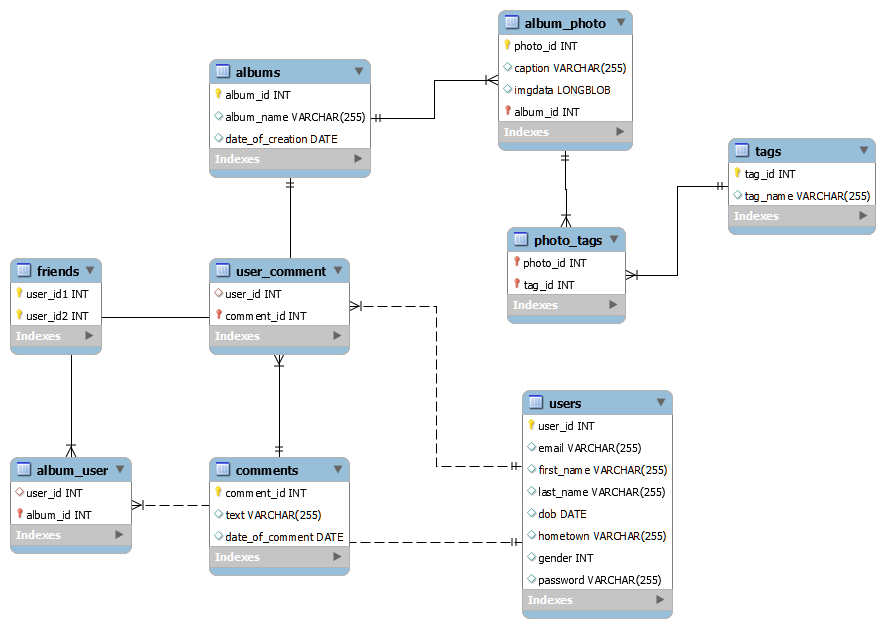 album_photo
photo_id INT
caption VARCHAR(255)
imgdata LONGBLOB
album_id INT
Indexes
albums
album_id INT
album_name VARCHAR(255)
date_of_creation DATE
Indexes
tags
tag_id INT
tag_name VARCHAR(255)
Indexes
photo_tags
photo_id INT
tag_id INT
Indexes
friends
user_id1 INT
user_id2 INT
Indexes
user_comment
user_id INT
comment_id INT
Indexes
users
user_id INT
email VARCHAR(255)
first_name VARCHAR(255)
last_name VARCHAR(255)
dob DATE
hometown VARCHAR(255)
gender INT
password VARCHAR(255)
Indexes
album_user
user_id INT
album_id INT
Indexes
comments
comment_id INT
text VARCHAR(255)
date_of_comment DATE
Indexes